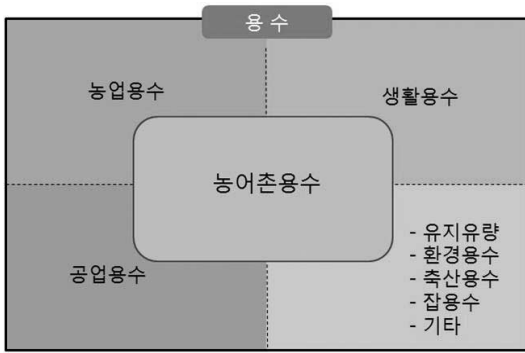 용 수
농업용수
생활용수
농어촌용수
공업용수
- 유지유량
- 환경용수
- 축산용수
- 잡용수
- 기타